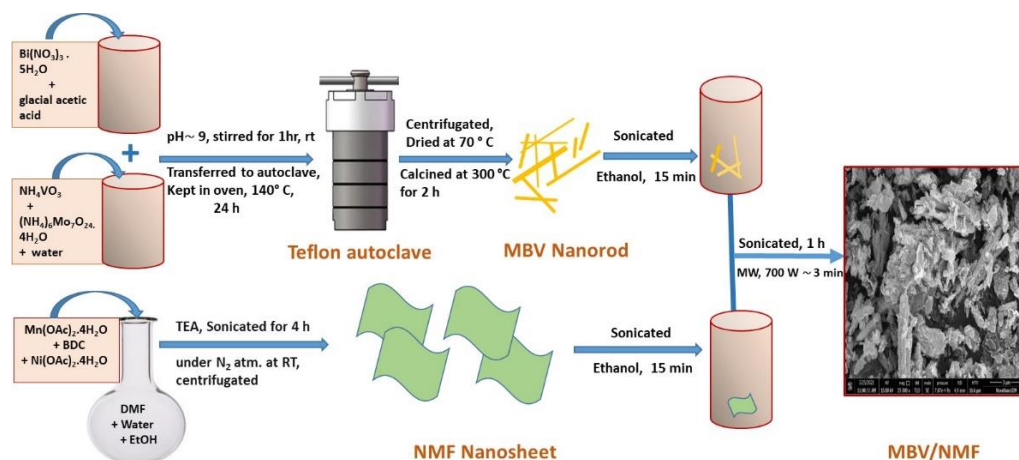 Bi(NO3)3 .
5H2O
+
glacial acetic
acid
+
NH4VO3
+
(NH4)6Mo7O24.
4H2O
+ water
pH~ 9, stirred for 1hr, rt
Transferred to autoclave,
Kept in oven, 140° C,
24 h
Teflon autoclave
Centrifugated,
Dried at 70 ° C
Calcined at 300 °C
for 2 h
MBV Nanorod
Sonicated
Ethanol, 15 min
Sonicated, 1 h
MW, 700 W ~ 3 min
Mn(OAc)2.4H2O
+ BDC
+ Ni(OAc)2.4H2O
DMF
+ Water
+ EtOH
TEA, Sonicated for 4 h
under N2 atm. at RT,
centrifugated
NMF Nanosheet
Sonicated
Ethanol, 15 min
MBV/NMF